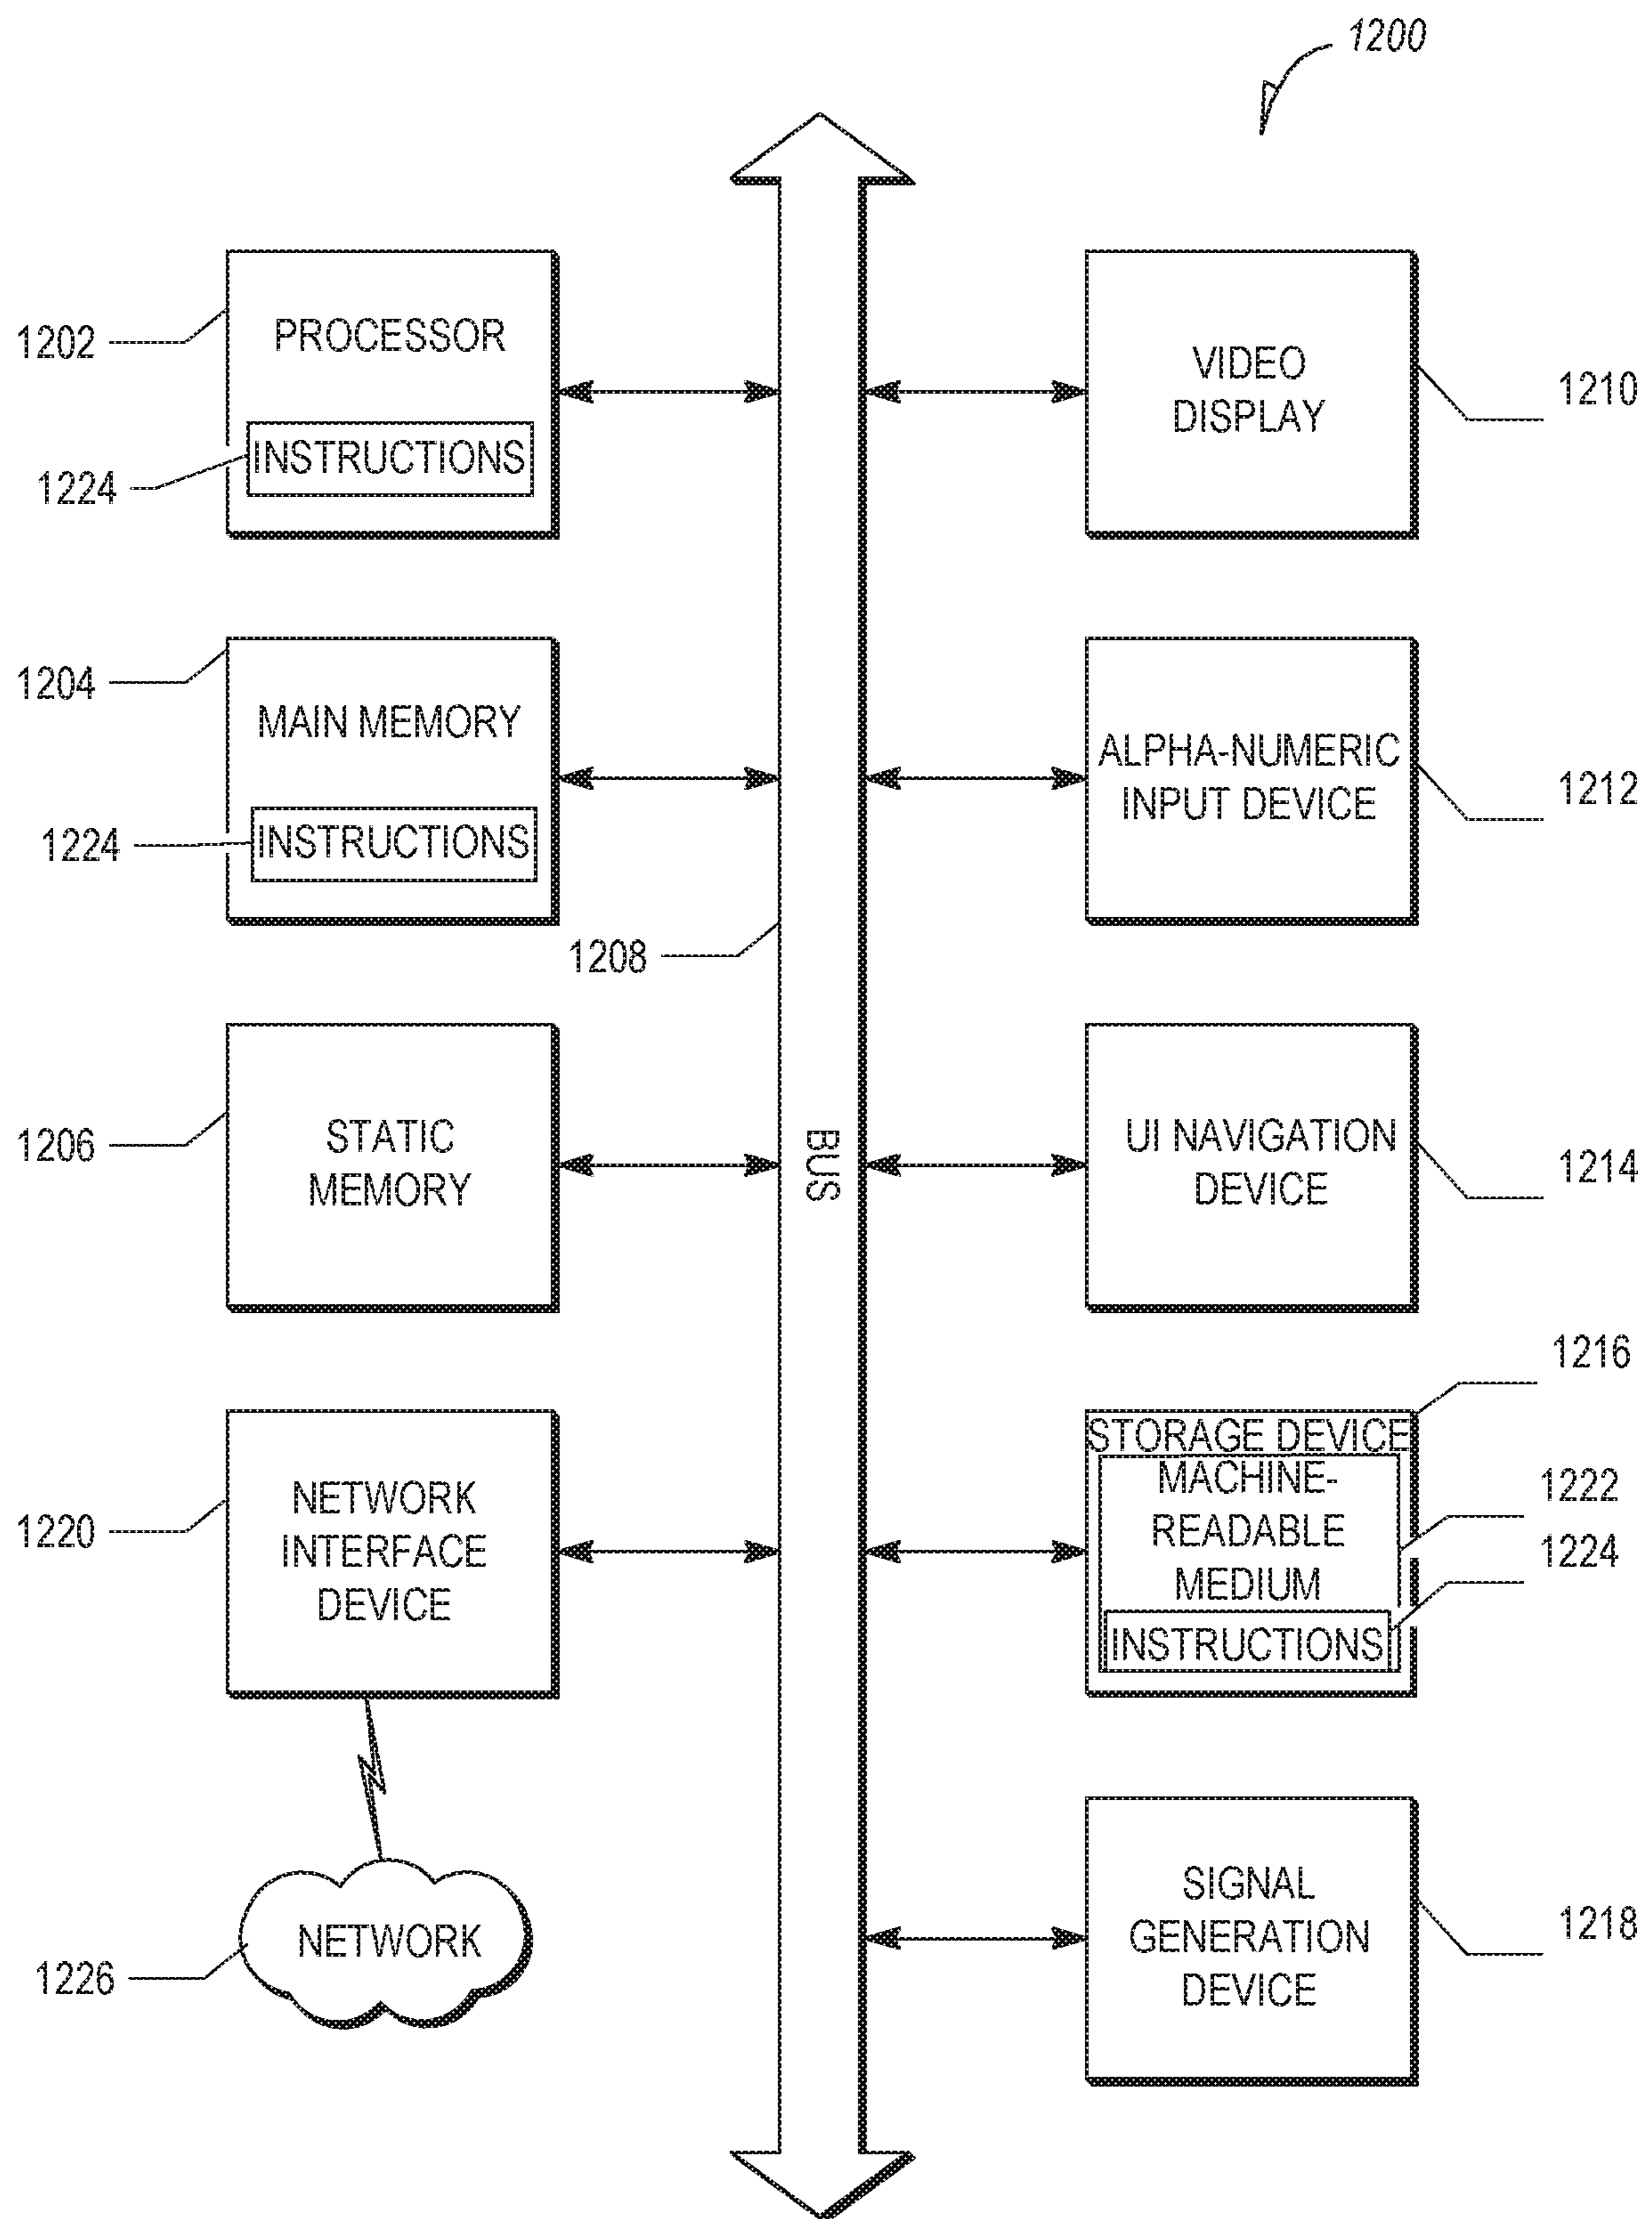 1200
PROCESSOR
1202
INSTRUCTIONS
1224
MAIN MEMORY
1204
INSTRUCTIONS
1224
1208
STATIC
MEMORY
1206
NETWORK
INTERFACE
DEVICE
1220
NETWORK
1226
BUS
VIDEO
DISPLAY
1210
ALPHA-NUMERIC
INPUT DEVICE
1212
UI NAVIGATION
DEVICE
1214
1216
STORAGE DEVICE
MACHINE-
READABLE
MEDIUM
1222
1224
INSTRUCTIONS
SIGNAL
GENERATION
DEVICE
1218